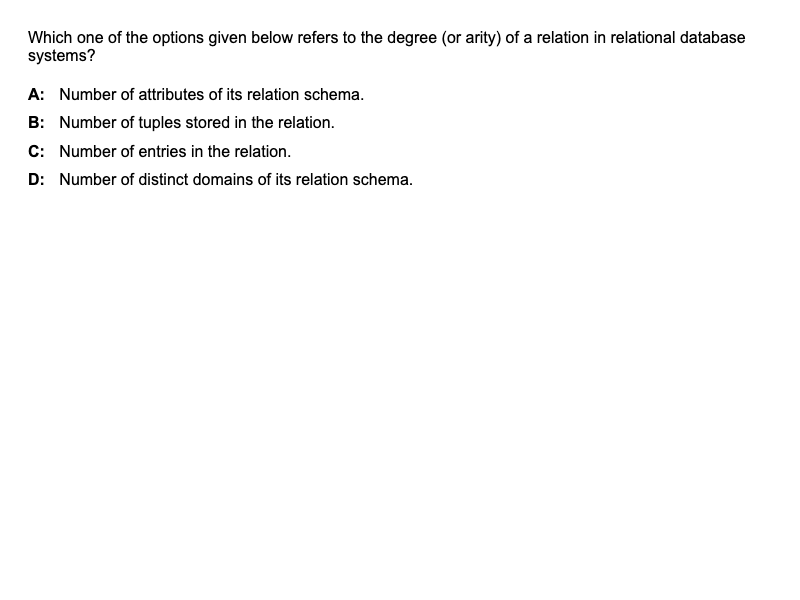 Which one of the options given below refers to the degree (or arity) of a relation in relational database
systems?
A: Number of attributes of its relation schema.
B: Number of tuples stored in the relation.
C: Number of entries in the relation.
D: Number of distinct domains of its relation schema.